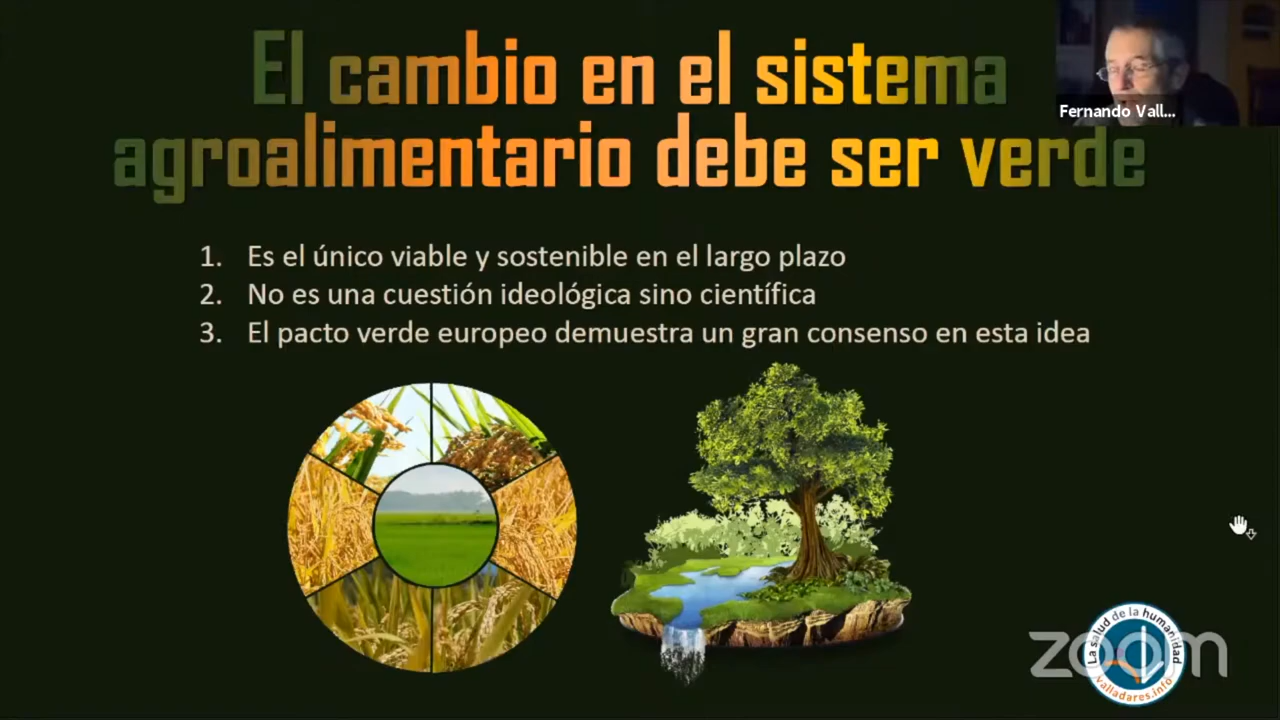 El cambio en el sistema
agroalimentario debe ser verde
Fernando Vall...
1. Es el único viable y sostenible en el largo plazo
2. No es una cuestión ideológica sino científica
3. El pacto verde europeo demuestra un gran consenso en esta idea
La salud de la humanidad
valladares.info
zoom